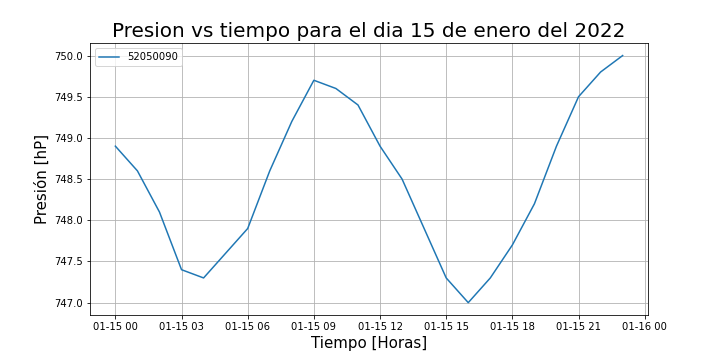 Presion vs tiempo para el dia 15 de enero del 2022
52050090
Presión [hP]
750.0
749.5
749.0
748.5
748.0
747.5
747.0
01-15 00 01-15 03 01-15 06 01-15 09 01-15 12 01-15 15 01-15 18 01-15 21 01-16 00
Tiempo [Horas]